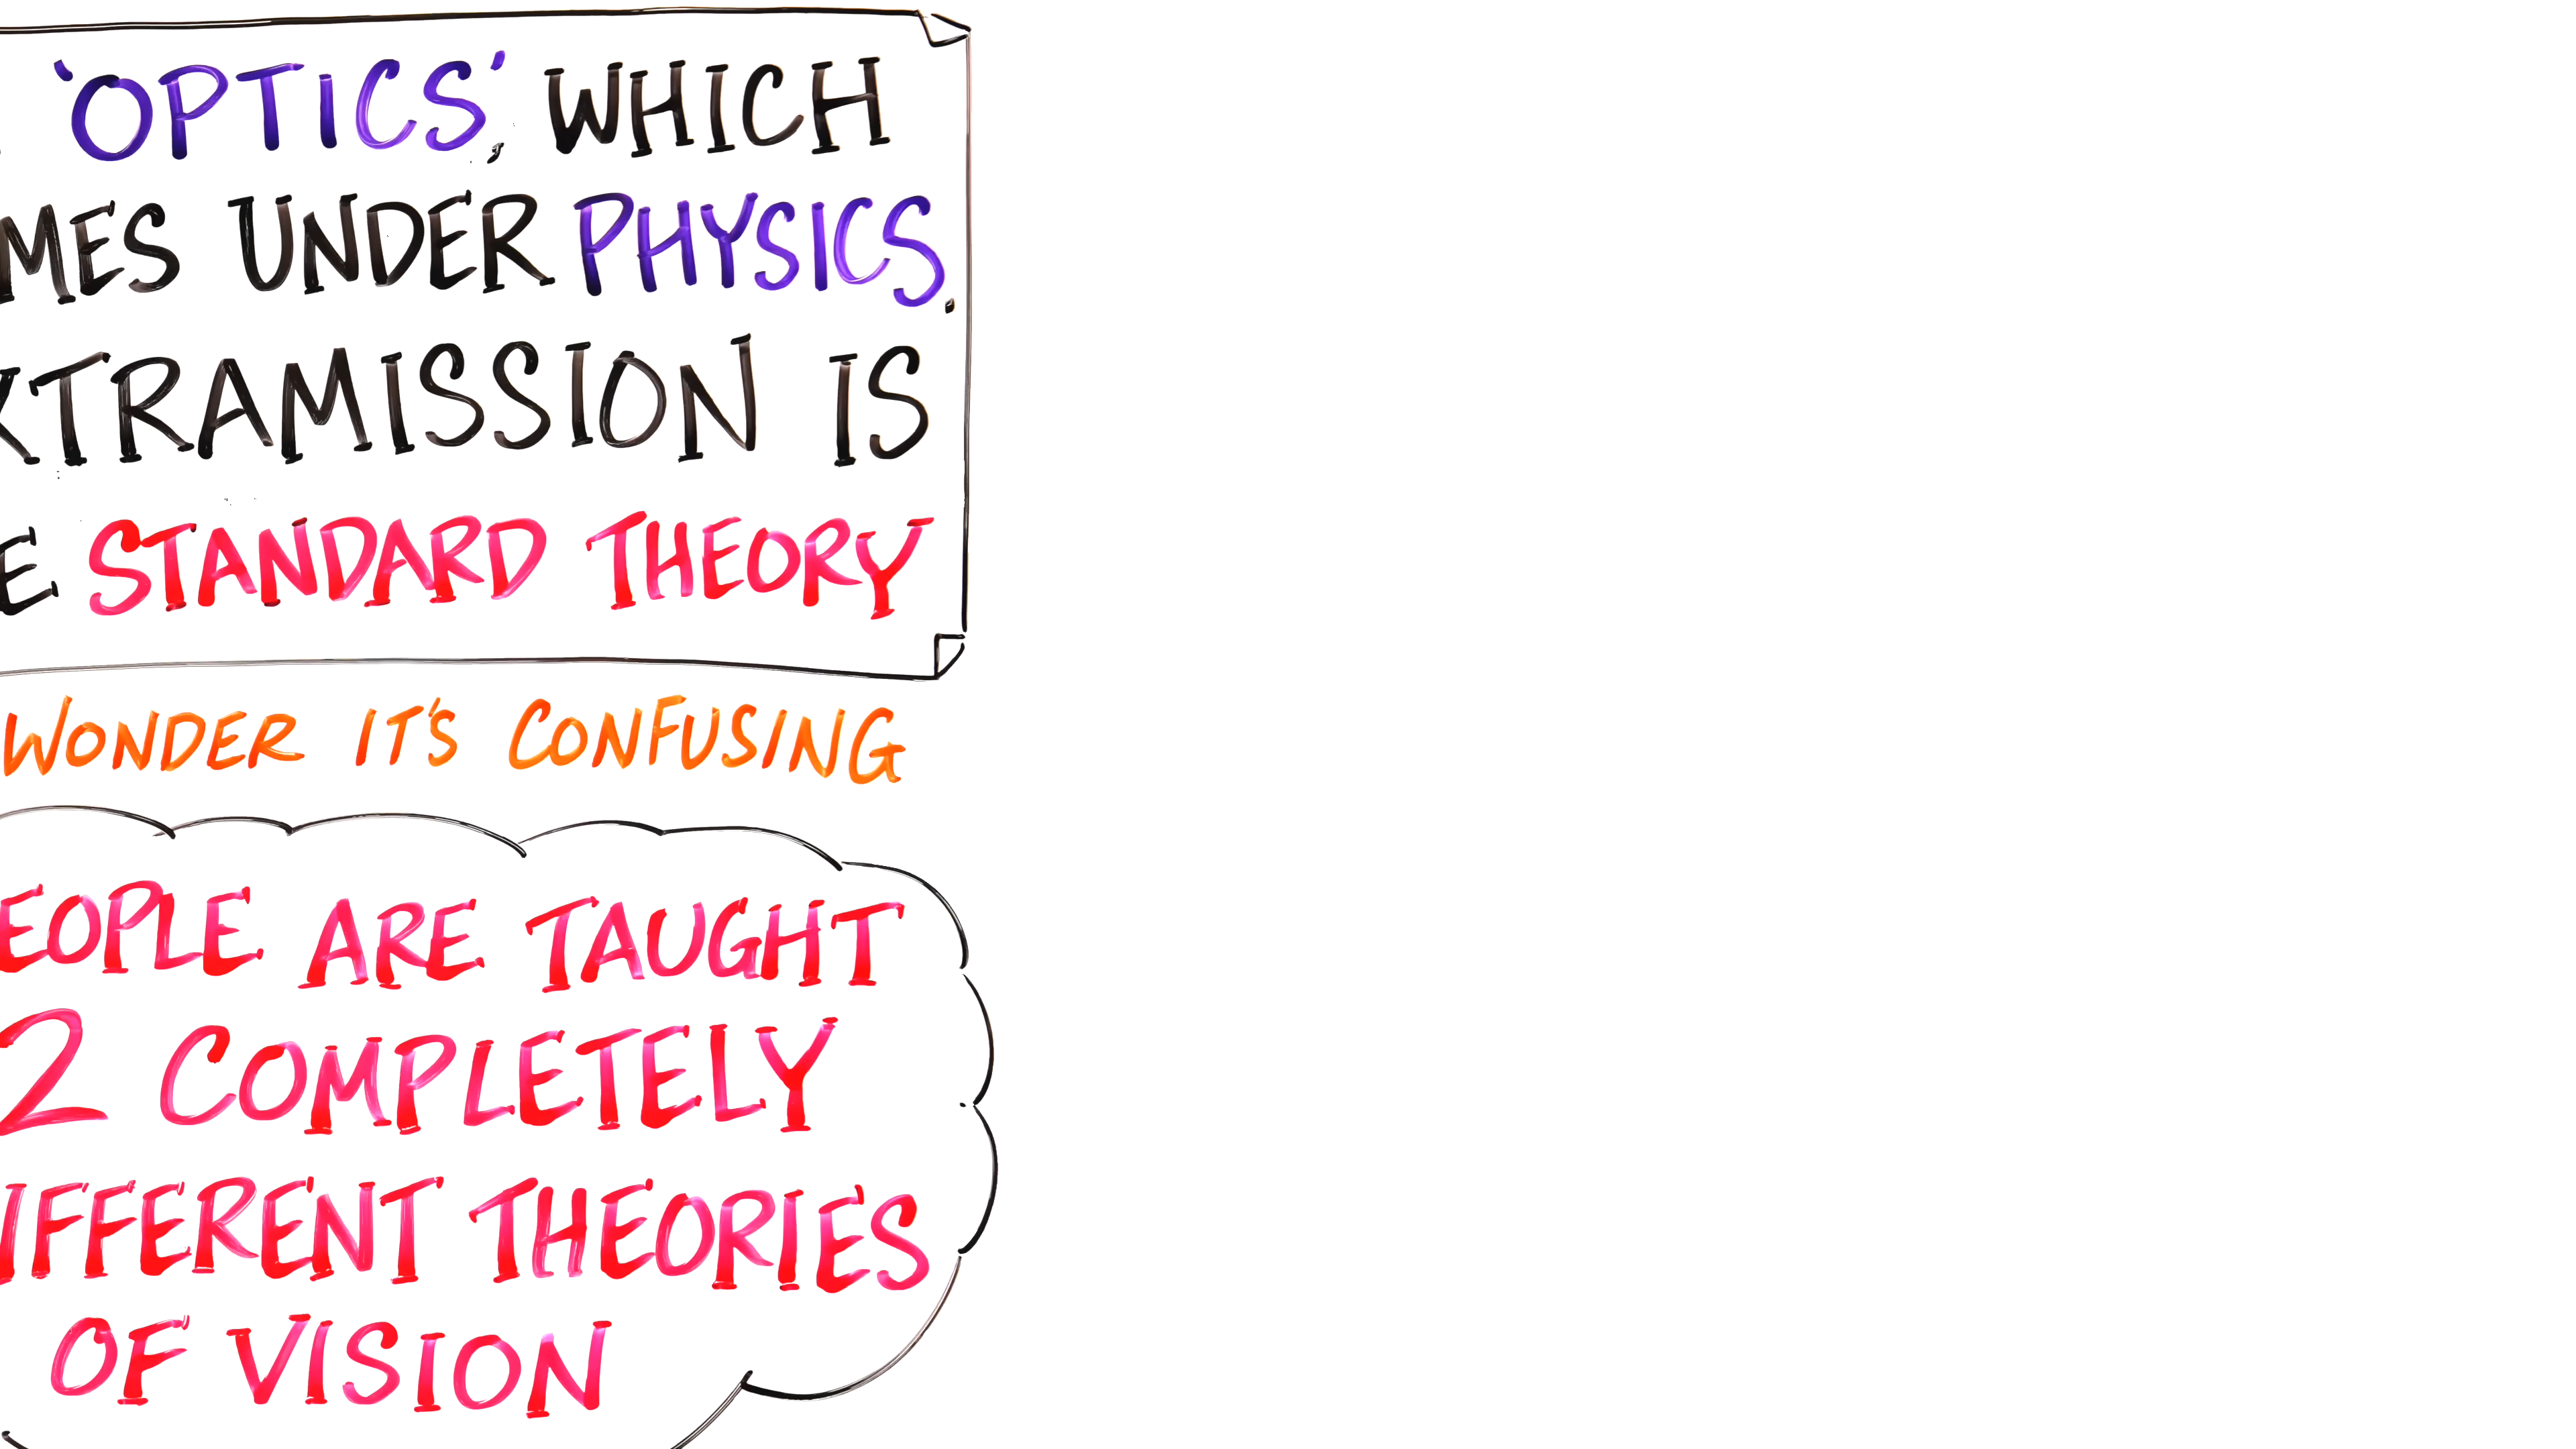 'OPTICS', WHICH
MES UNDER PHYSICS.
XTRAMISSION IS
E STANDARD THEORY
WONDER IT'S CONFUSING
EOPLE ARE TAUGHT
2 COMPLETELY
IFFERENT THEORIES
OF VISION